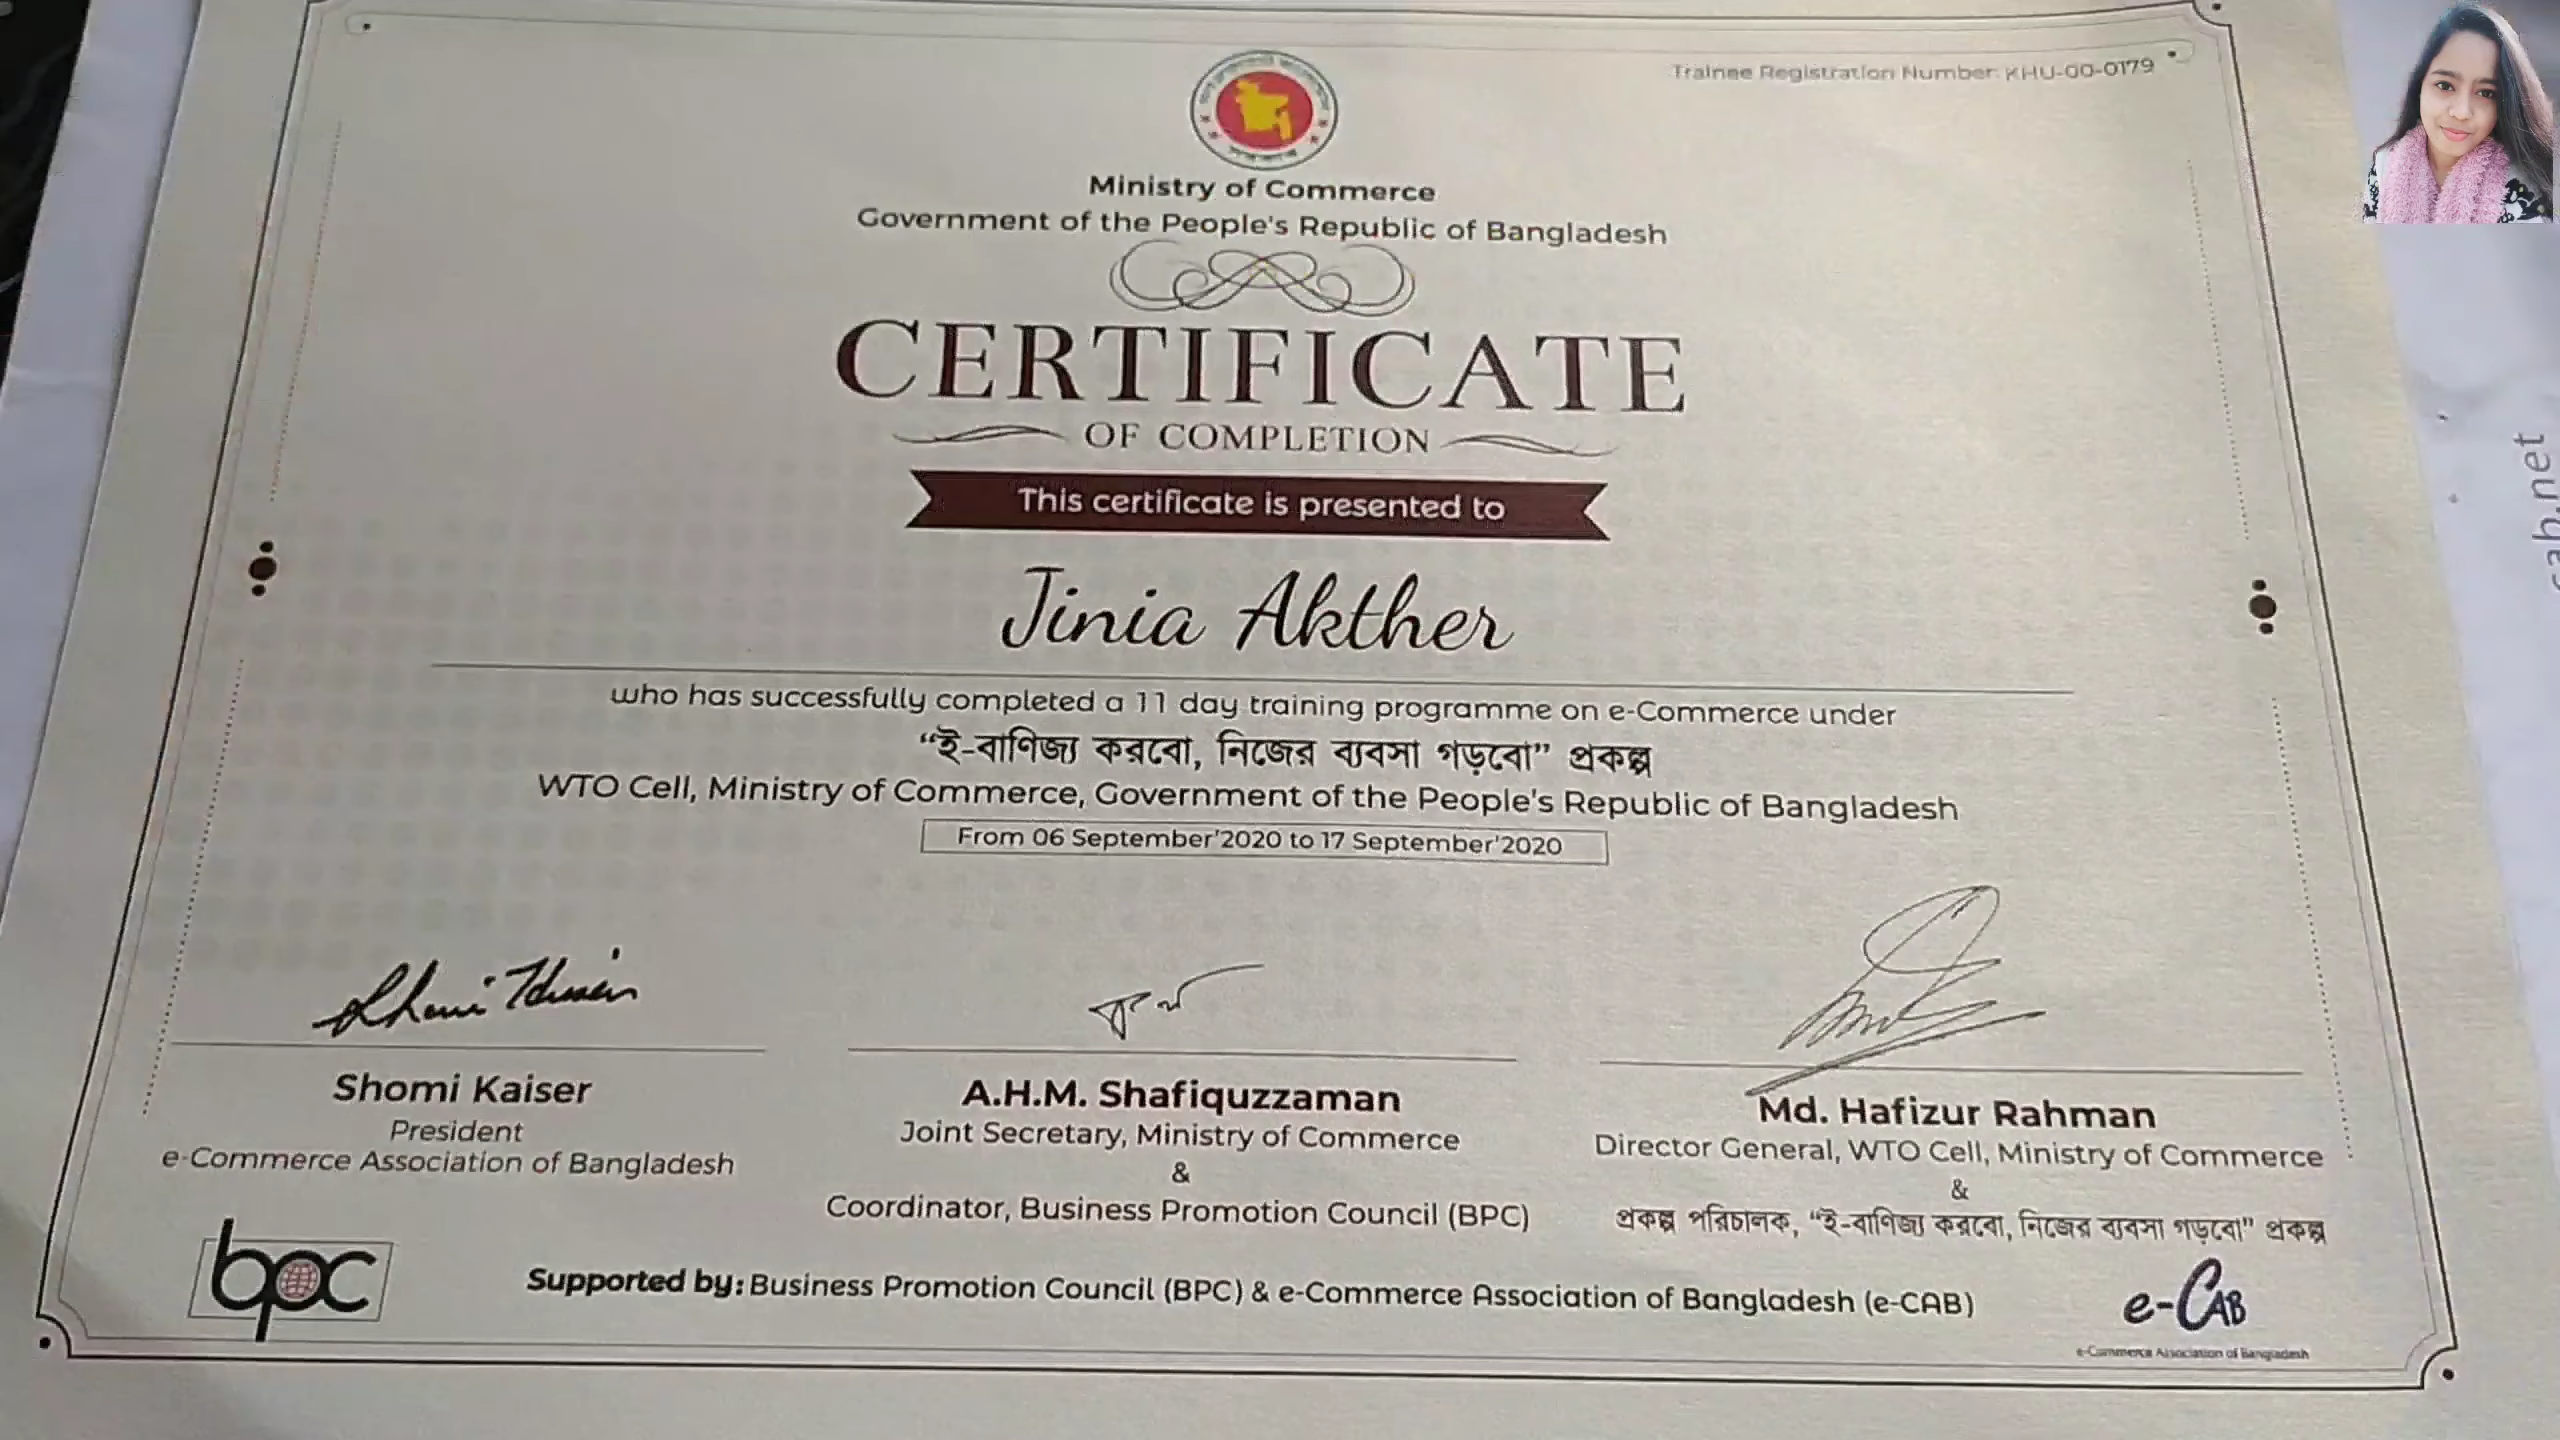 Trainee Registration Number: KHU-00-0179
Ministry of Commerce
Government of the People's Republic of Bangladesh
CERTIFICATE
OF COMPLETION
This certificate is presented to
Jinia Akther
who has successfully completed a 11 day training programme on e-Commerce under
“ই-বাণিজ্য করবো, নিজের ব্যবসা গড়বো” প্রকল্প
WTO Cell, Ministry of Commerce, Government of the People's Republic of Bangladesh
From 06 September'2020 to 17 September'2020
Shomi Kaiser
President
e-Commerce Association of Bangladesh
A.H.M. Shafiquzzaman
Joint Secretary, Ministry of Commerce
&
Coordinator, Business Promotion Council (BPC)
Md. Hafizur Rahman
Director General, WTO Cell, Ministry of Commerce
&
প্রকল্প পরিচালক, “ই-বাণিজ্য করবো, নিজের ব্যবসা গড়বো” প্রকল্প
bpc
Supported by: Business Promotion Council (BPC) & e-Commerce Association of Bangladesh (e-CAB)
e-CAB
e-Commerce Association of Bangladesh